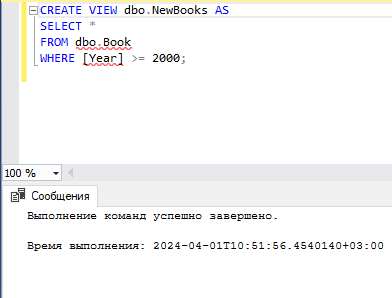 CREATE VIEW dbo.NewBooks AS
SELECT *
FROM dbo.Book
WHERE [Year] >= 2000;
100 %
Сообщения
Выполнение команд успешно завершено.
Время выполнения: 2024-04-01T10:51:56.4540140+03:00